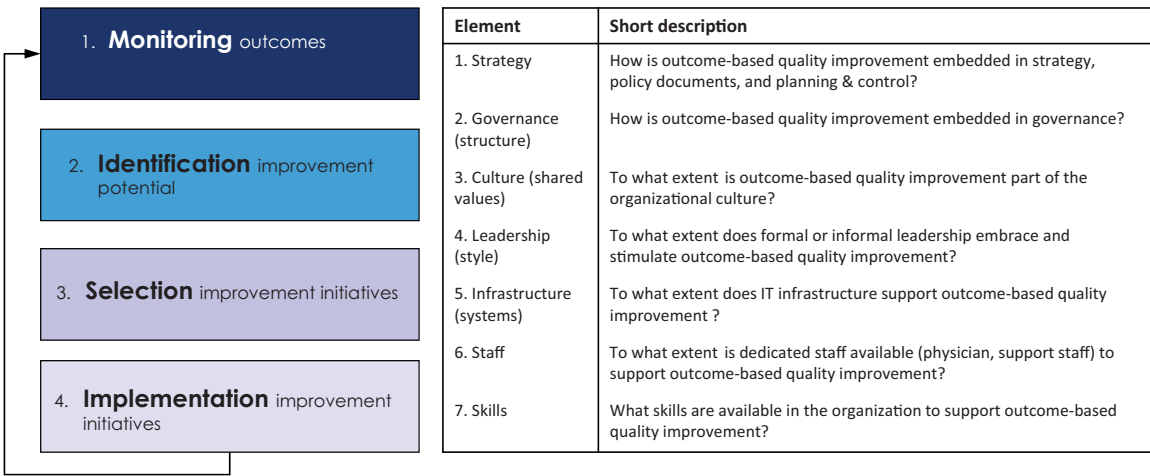 1. Monitoring outcomes
2. Identification improvement
potential
3. Selection improvement initiatives
4. Implementation improvement
initiatives
Element Short description
1. Strategy How is outcome-based quality improvement embedded in strategy,
policy documents, and planning & control?
2. Governance How is outcome-based quality improvement embedded in governance?
(structure)
3. Culture (shared To what extent is outcome-based quality improvement part of the
values) organizational culture?
4. Leadership To what extent does formal or informal leadership embrace and
(style) stimulate outcome-based quality improvement?
5. Infrastructure To what extent does IT infrastructure support outcome-based quality
(systems) improvement ?
6. Staff To what extent is dedicated staff available (physician, support staff) to
support outcome-based quality improvement?
7. Skills What skills are available in the organization to support outcome-based
quality improvement?